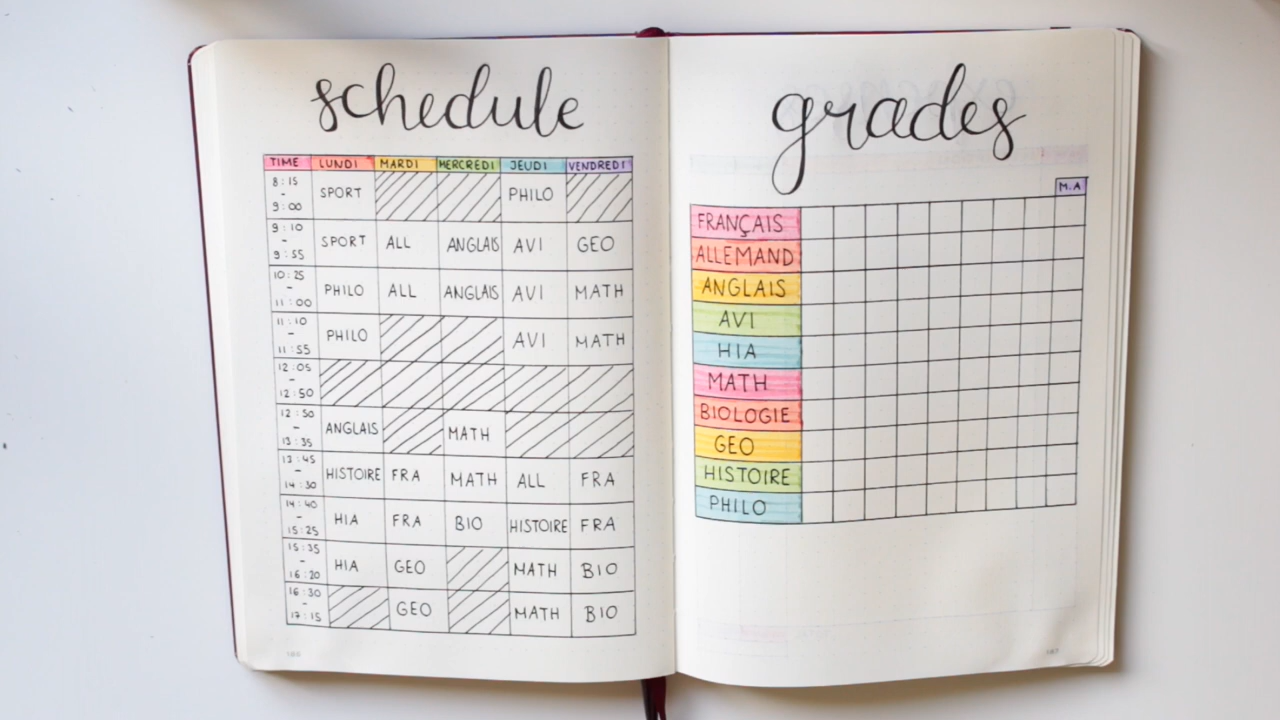 schedule
TIME LUNDI MARDI MERCREDI JEUDI VENDREDI
8:15 - 9:00 SPORT PHILO
9:10 - 9:55 SPORT ALL ANGLAIS AVI GEO
10:25 - 11:00 PHILO ALL ANGLAIS AVI MATH
11:10 - 11:55 PHILO AVI MATH
12:05 - 12:50
12:50 - 13:35 ANGLAIS MATH
13:45 - 14:30 HISTOIRE FRA MATH ALL FRA
14:40 - 15:25 HIA FRA BIO HISTOIRE FRA
15:35 - 16:20 HIA GEO MATH BIO
16:30 - 17:15 GEO MATH BIO
grades
M.A
FRANÇAIS
ALLEMAND
ANGLAIS
AVI
HIA
MATH
BIOLOGIE
GEO
HISTOIRE
PHILO